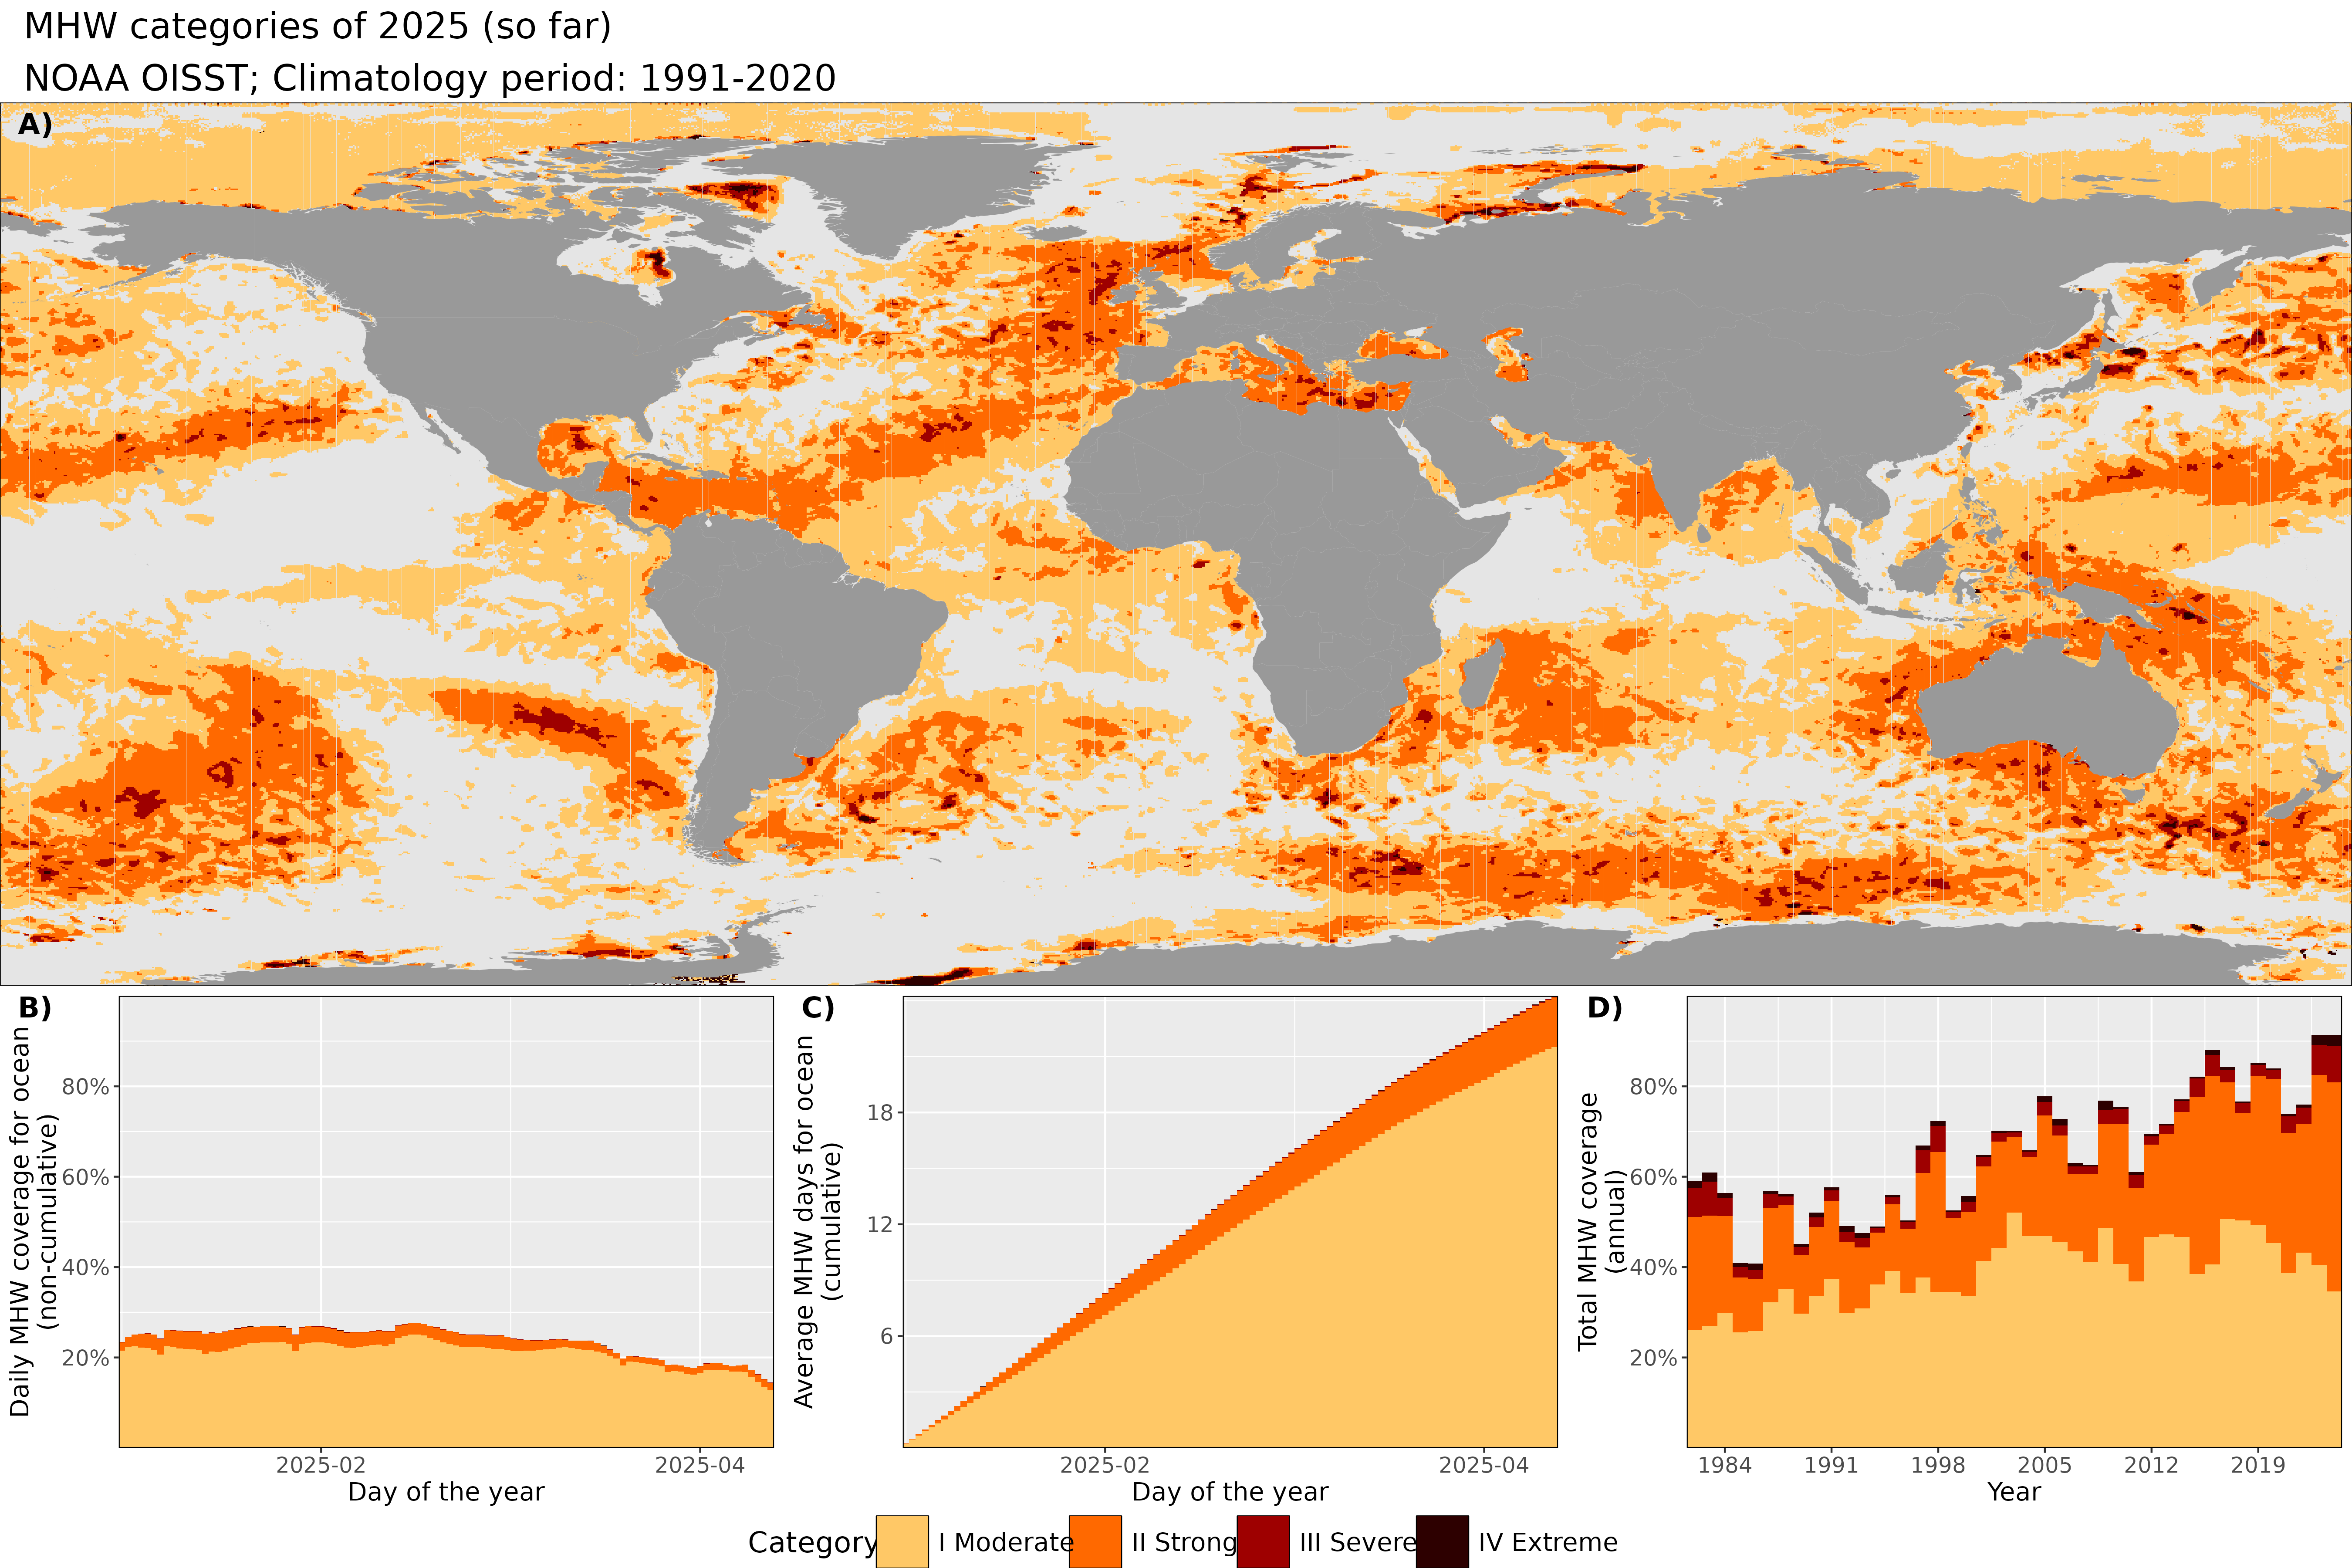 MHW categories of 2025 (so far)
NOAA OISST; Climatology period: 1991-2020
A)
B)
Daily MHW coverage for ocean
(non-cumulative)
80%
60%
40%
20%
2025-02
2025-04
Day of the year
C)
Average MHW days for ocean
(cumulative)
18
12
6
2025-02
2025-04
Day of the year
D)
Total MHW coverage
(annual)
80%
60%
40%
20%
1984
1991
1998
2005
2012
2019
Year
Category
I Moderate
II Strong
III Severe
IV Extreme